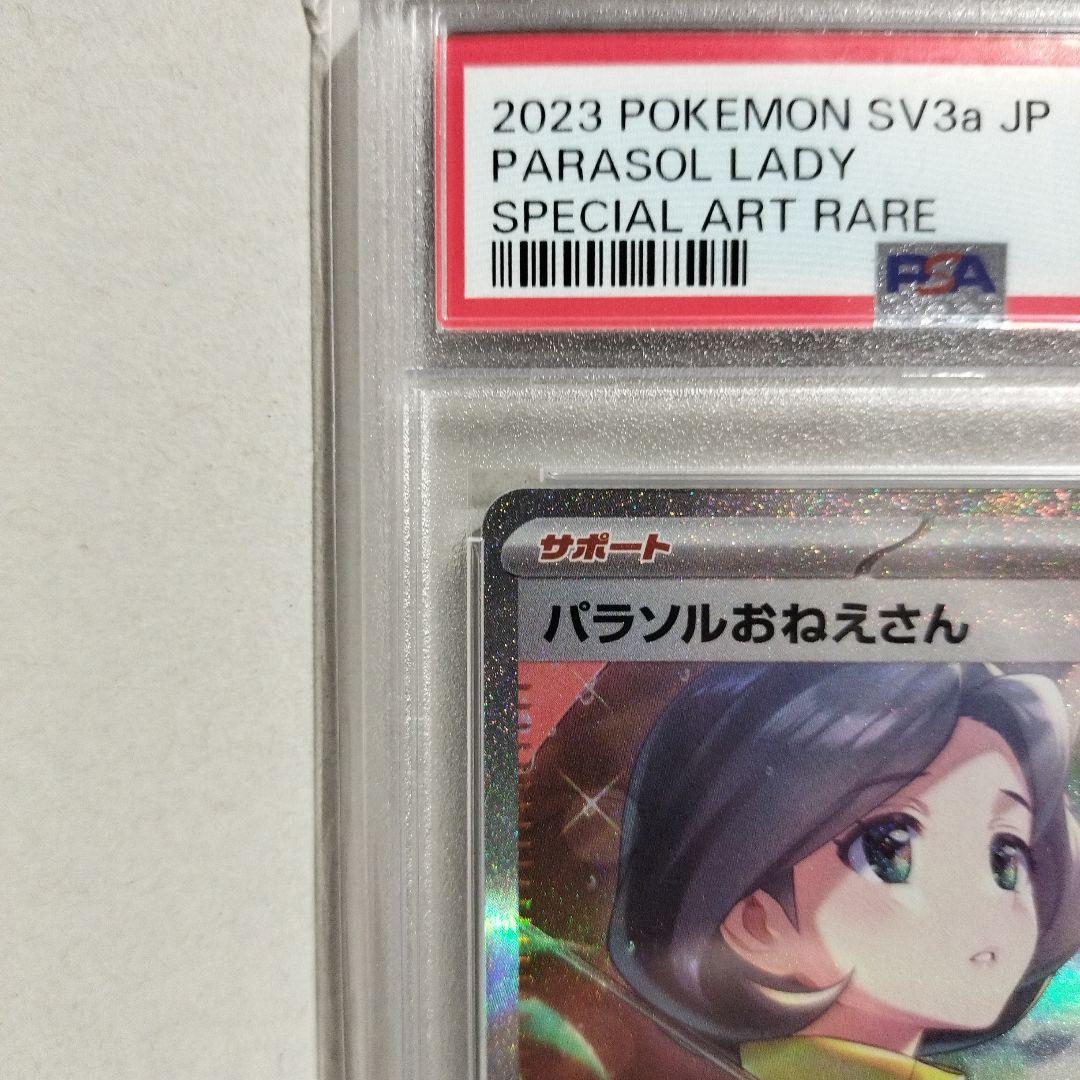 2023 POKEMON SV3a JP
PARASOL LADY
SPECIAL ART RARE
PSA
サポート
パラソルおねえさん